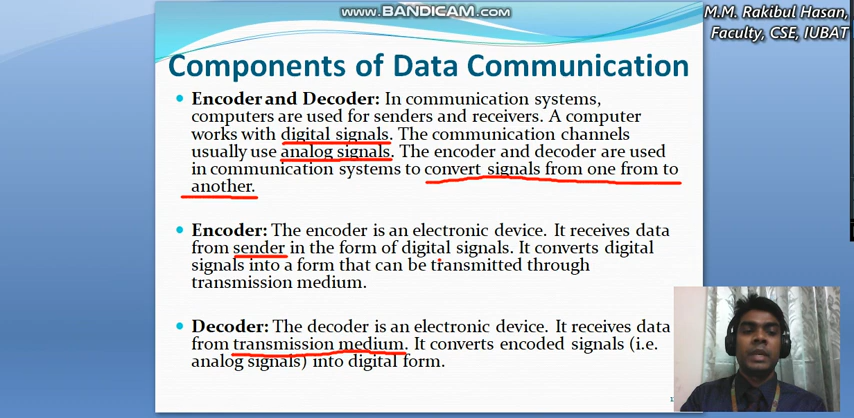 www.BANDICAM.com
M.M. Rakibul Hasan,
Faculty, CSE, IUBAT
Components of Data Communication
• Encoder and Decoder: In communication systems,
computers are used for senders and receivers. A computer
works with digital signals. The communication channels
usually use analog signals. The encoder and decoder are used
in communication systems to convert signals from one from to
another.
• Encoder: The encoder is an electronic device. It receives data
from sender in the form of digital signals. It converts digital
signals into a form that can be transmitted through
transmission medium.
• Decoder: The decoder is an electronic device. It receives data
from transmission medium. It converts encoded signals (i.e.
analog signals) into digital form.